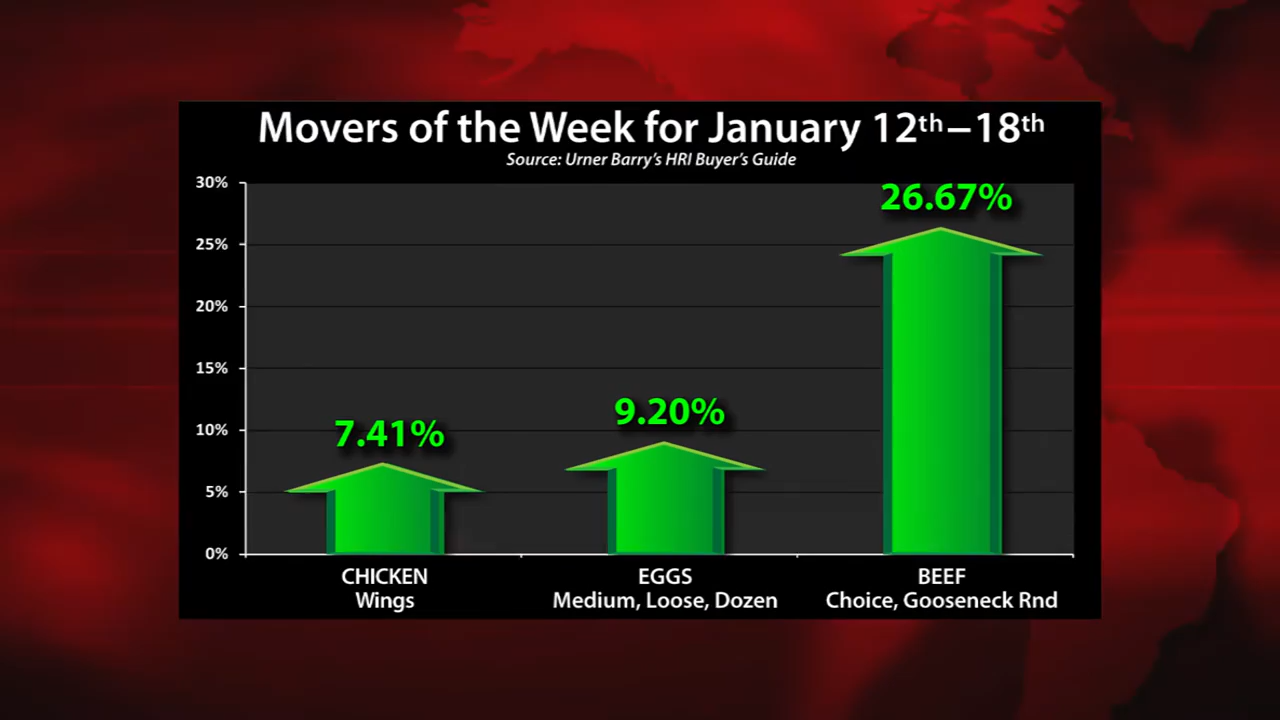 Movers of the Week for January 12th–18th
Source: Urner Barry's HRI Buyer's Guide
30%
25%
20%
15%
10%
5%
0%
7.41%
9.20%
26.67%
CHICKEN
Wings
EGGS
Medium, Loose, Dozen
BEEF
Choice, Gooseneck Rnd